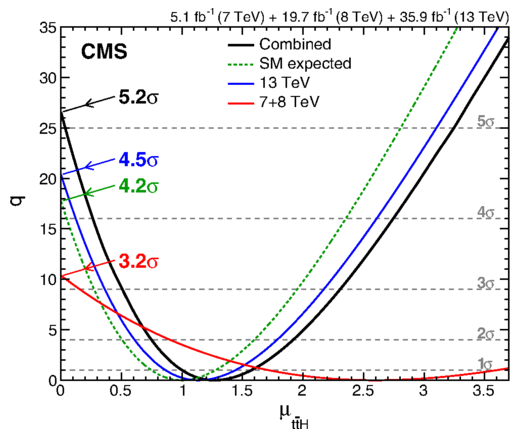 5.1 fb⁻¹ (7 TeV) + 19.7 fb⁻¹ (8 TeV) + 35.9 fb⁻¹ (13 TeV)
CMS
Combined
SM expected
13 TeV
7+8 TeV
q
35
30
25
20
15
10
5
0
5.2σ
4.5σ
4.2σ
3.2σ
5σ
4σ
3σ
2σ
1σ
0 0.5 1 1.5 2 2.5 3 3.5
μ_tt̄H